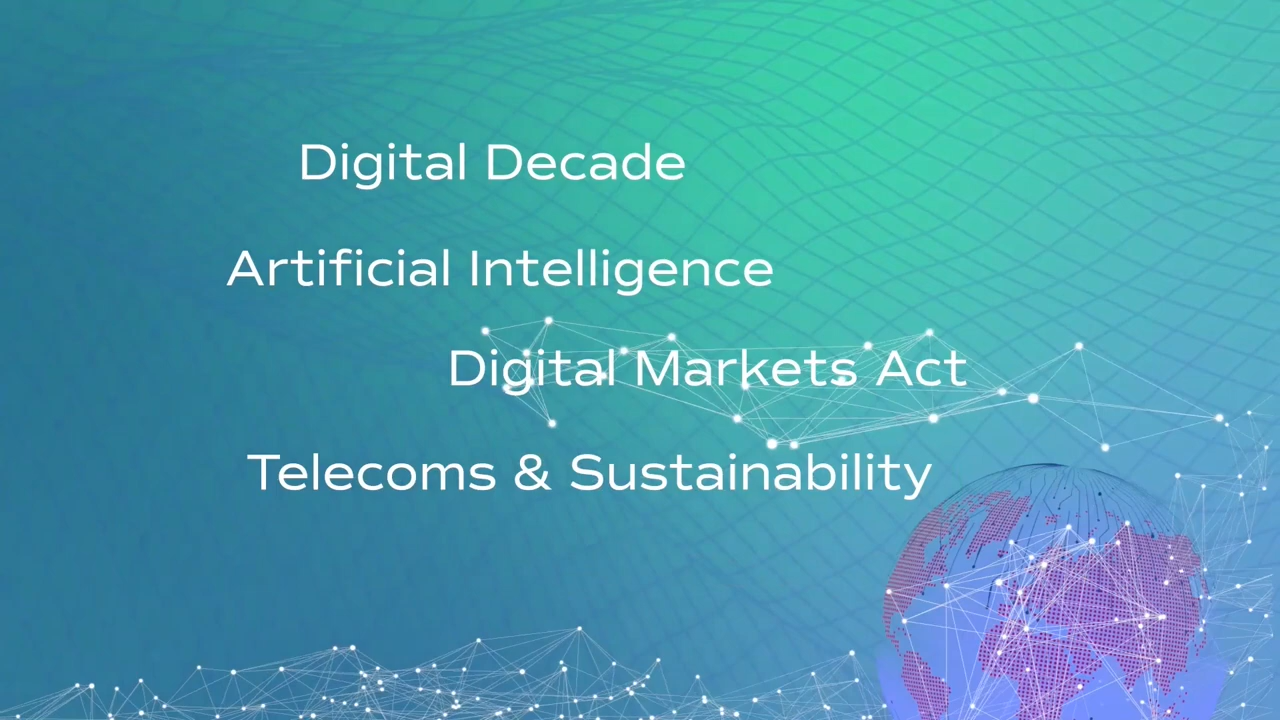 Digital Decade
Artificial Intelligence
Digital Markets Act
Telecoms & Sustainability